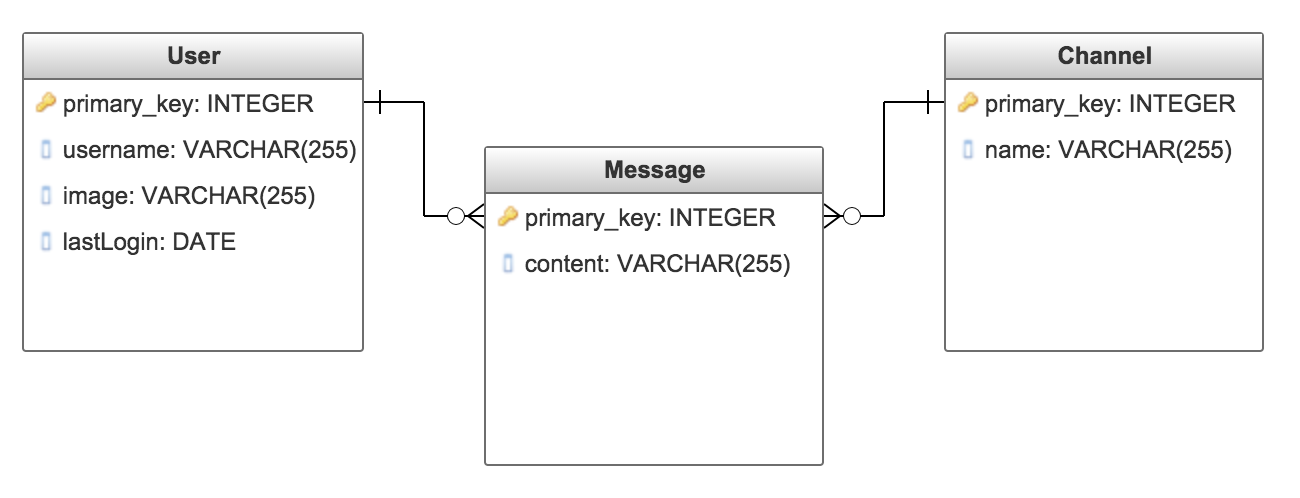 User
primary_key: INTEGER
username: VARCHAR(255)
image: VARCHAR(255)
lastLogin: DATE
Message
primary_key: INTEGER
content: VARCHAR(255)
Channel
primary_key: INTEGER
name: VARCHAR(255)